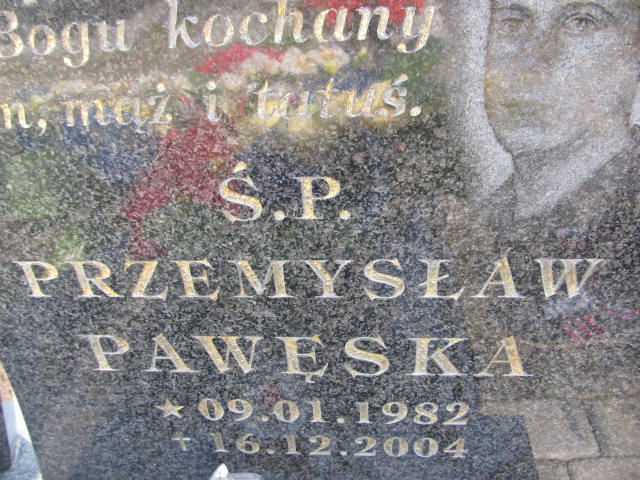 Bogu kochany
n, mąż i tatuś.
Ś.P.
PRZEMYSŁAW
PAWĘSKA
★ 09.01.1982
† 16.12.2004